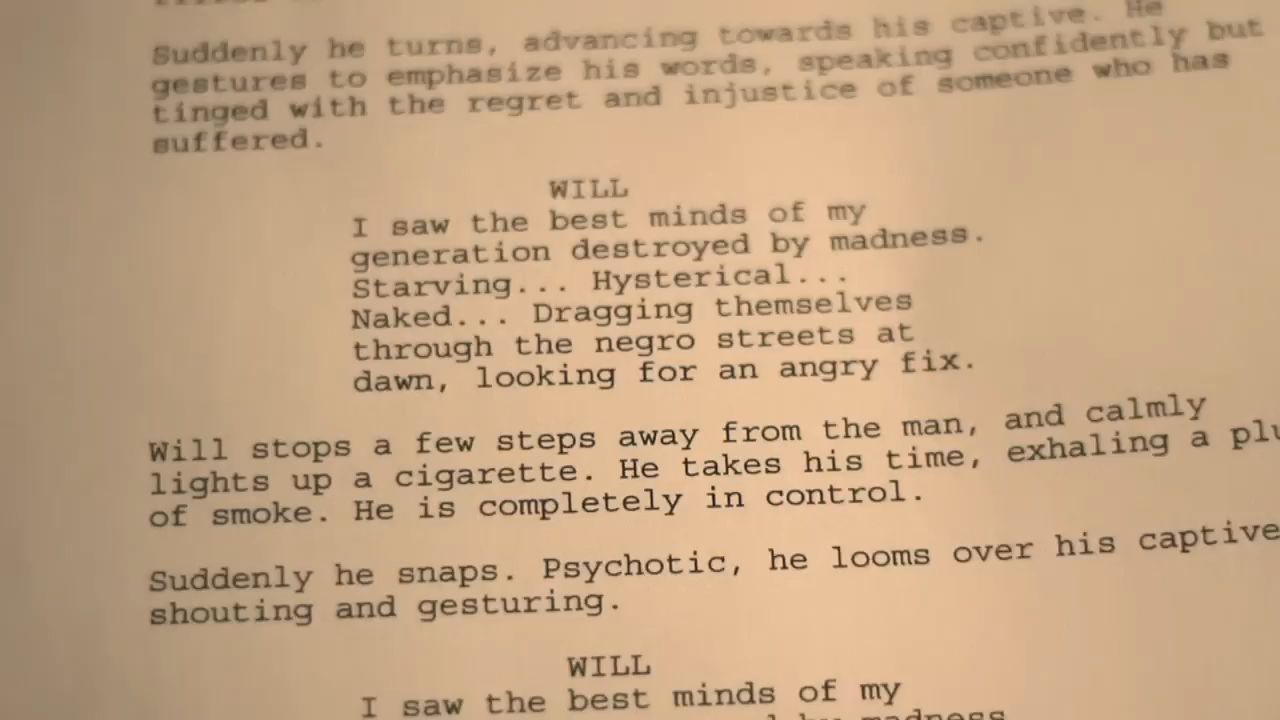 Suddenly he turns, advancing towards his captive. He
gestures to emphasize his words, speaking confidently but
tinged with the regret and injustice of someone who has
suffered.
WILL
I saw the best minds of my
generation destroyed by madness.
Starving... Hysterical...
Naked... Dragging themselves
through the negro streets at
dawn, looking for an angry fix.
Will stops a few steps away from the man, and calmly
lights up a cigarette. He takes his time, exhaling a plu
of smoke. He is completely in control.
Suddenly he snaps. Psychotic, he looms over his captive
shouting and gesturing.
WILL
I saw the best minds of my
by madness